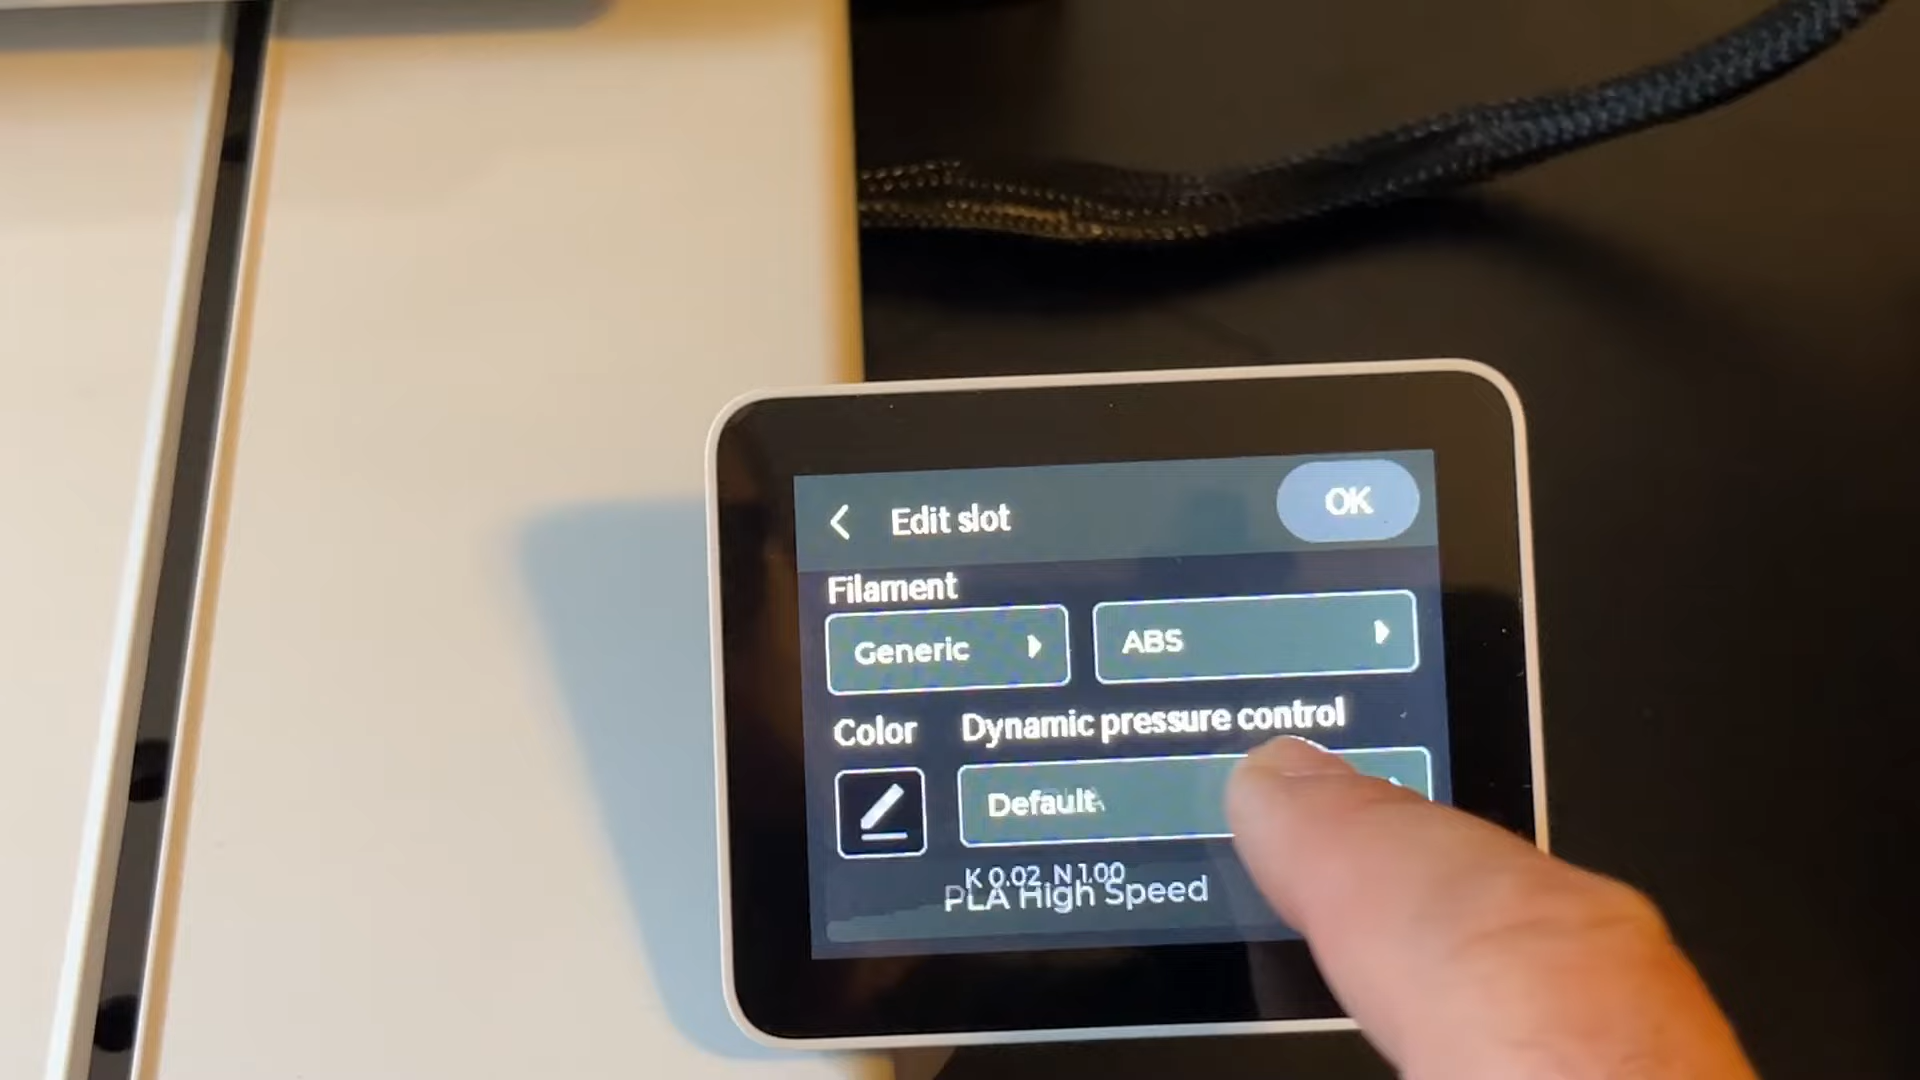 Edit slot
OK
Filament
Generic
ABS
Color
Dynamic pressure control
Default
K 0.02 N 1.00
PLA High Speed